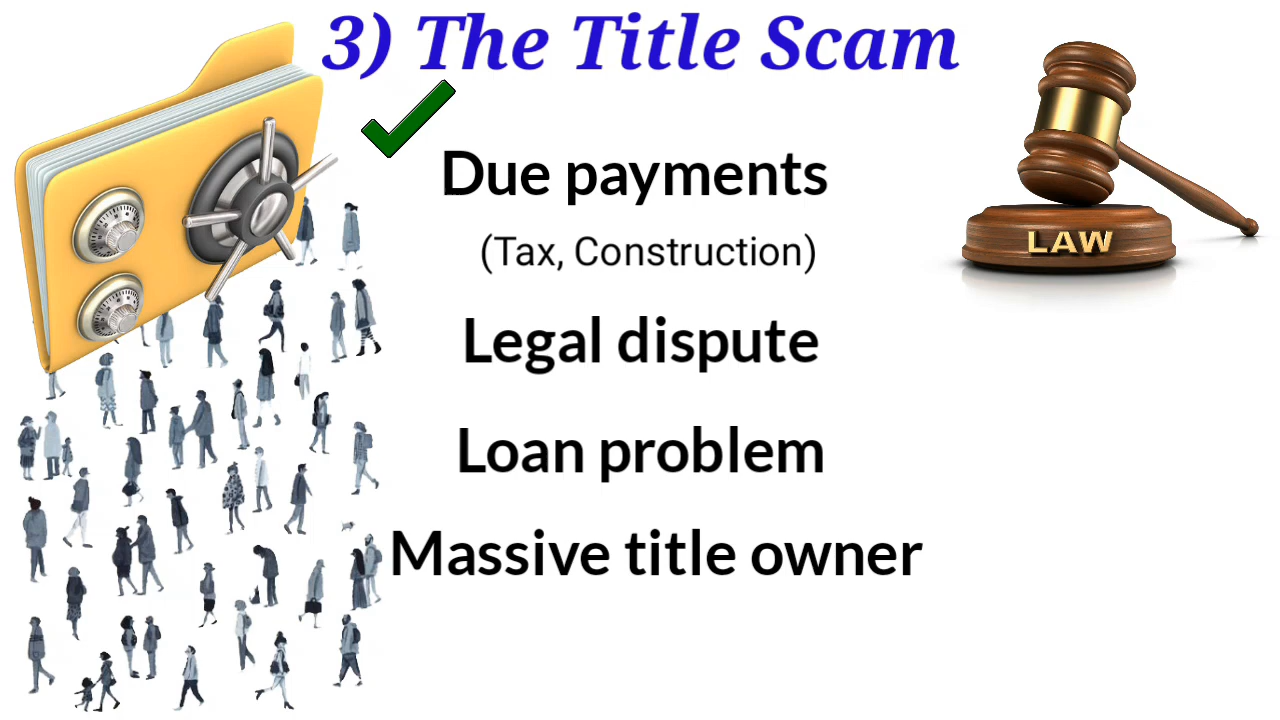 3) The Title Scam
Due payments
(Tax, Construction)
LAW
Legal dispute
Loan problem
Massive title owner